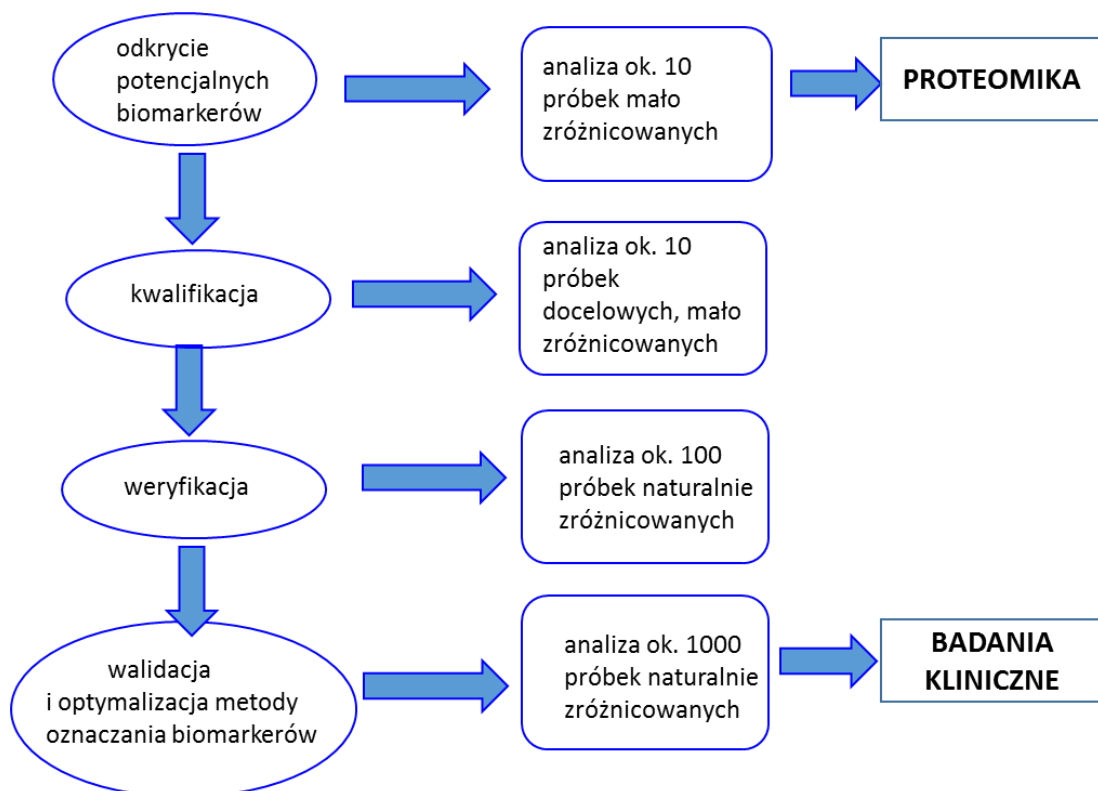 odkrycie
potencjalnych
biomarkerów
analiza ok. 10
próbek mało
zróżnicowanych
PROTEOMIKA
kwalifikacja
analiza ok. 10
próbek
docelowych, mało
zróżnicowanych
weryfikacja
analiza ok. 100
próbek naturalnie
zróżnicowanych
walidacja
i optymalizacja metody
oznaczania biomarkerów
analiza ok. 1000
próbek naturalnie
zróżnicowanych
BADANIA
KLINICZNE